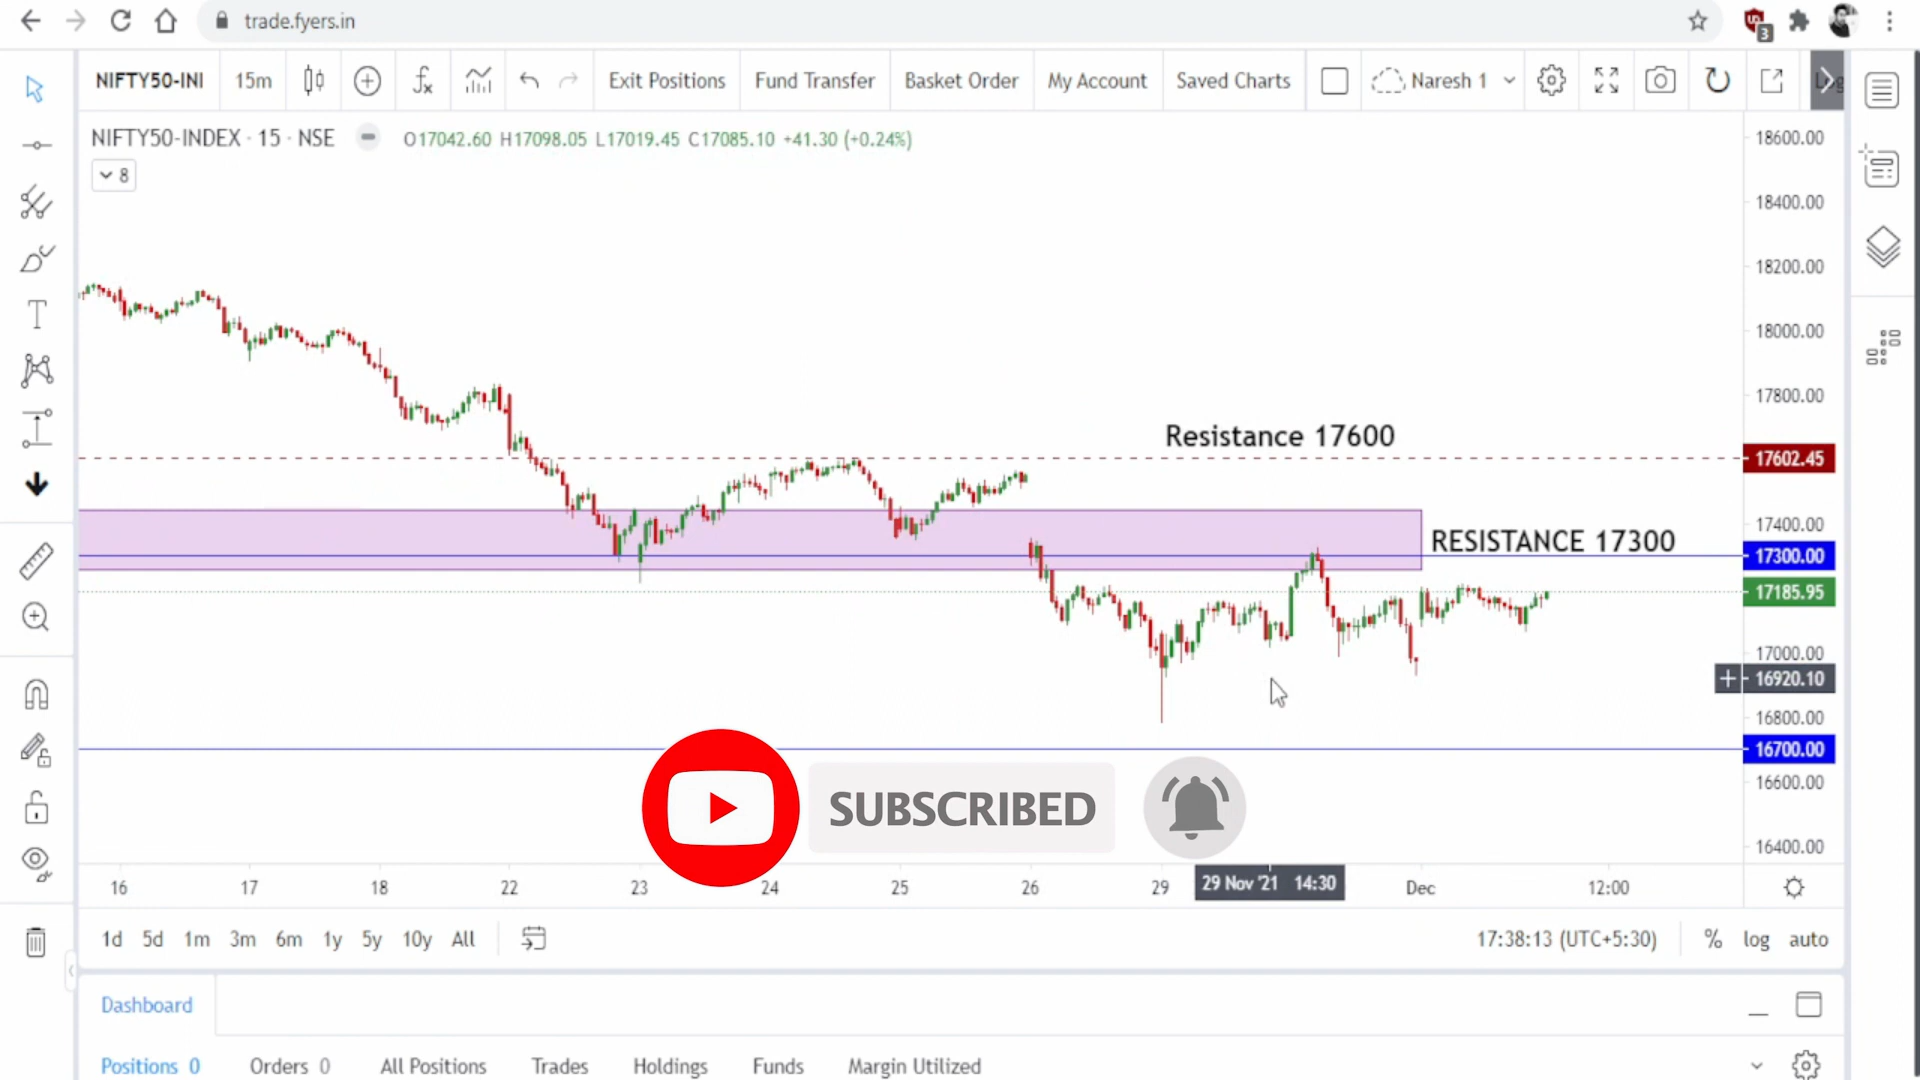 trade.fyers.in
3
NIFTY50-INI 15m Exit Positions Fund Transfer Basket Order My Account Saved Charts Naresh 1
NIFTY50-INDEX · 15 · NSE O17042.60 H17098.05 L17019.45 C17085.10 +41.30 (+0.24%)
8
18600.00
18400.00
18200.00
18000.00
17800.00
Resistance 17600
17602.45
17400.00
RESISTANCE 17300
17300.00
17185.95
17000.00
16920.10
16800.00
16700.00
16600.00
SUBSCRIBED
16400.00
16 17 18 22 23 24 25 26 29 29 Nov '21 14:30 Dec 12:00
1d 5d 1m 3m 6m 1y 5y 10y All 17:38:13 (UTC+5:30) % log auto
Dashboard
Positions 0 Orders 0 All Positions Trades Holdings Funds Margin Utilized